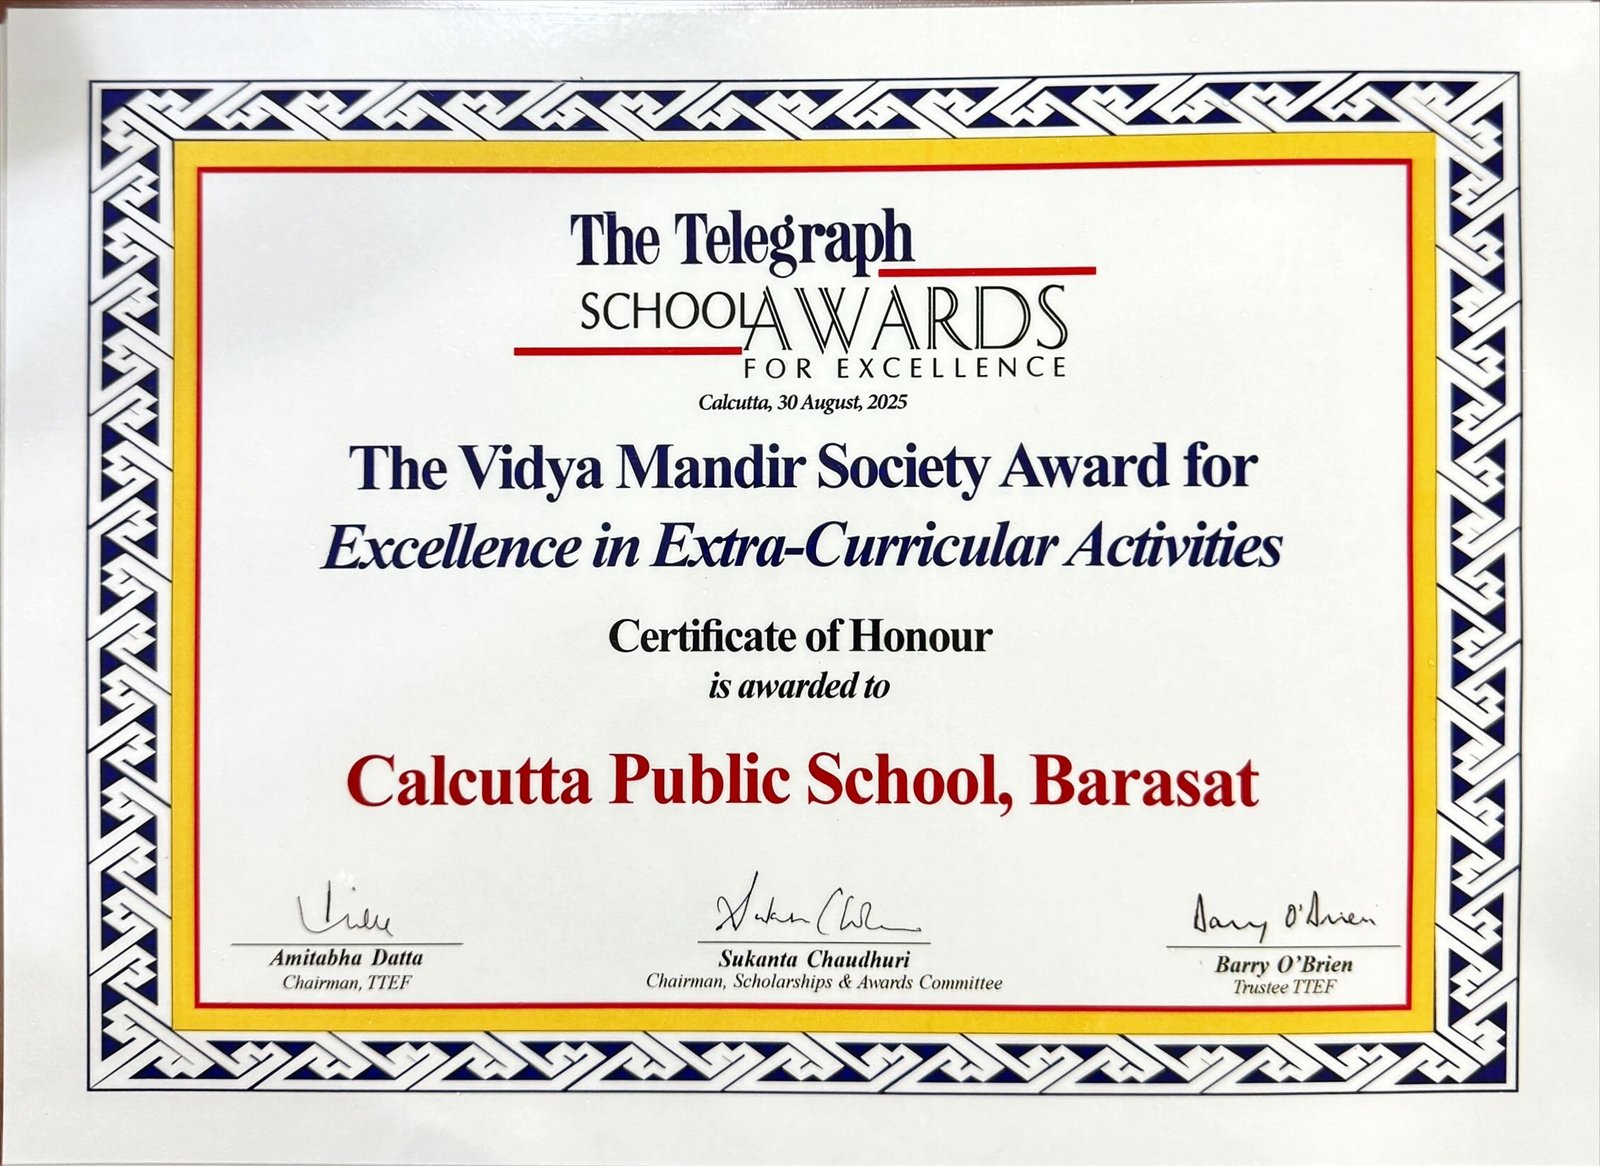 The Telegraph
SCHOOL AWARDS
FOR EXCELLENCE
Calcutta, 30 August, 2025
The Vidya Mandir Society Award for
Excellence in Extra-Curricular Activities
Certificate of Honour
is awarded to
Calcutta Public School, Barasat
Barry O'Brien
Amitabha Datta
Chairman, TTEF
Sukanta Chaudhuri
Chairman, Scholarships & Awards Committee
Barry O'Brien
Trustee TTEF